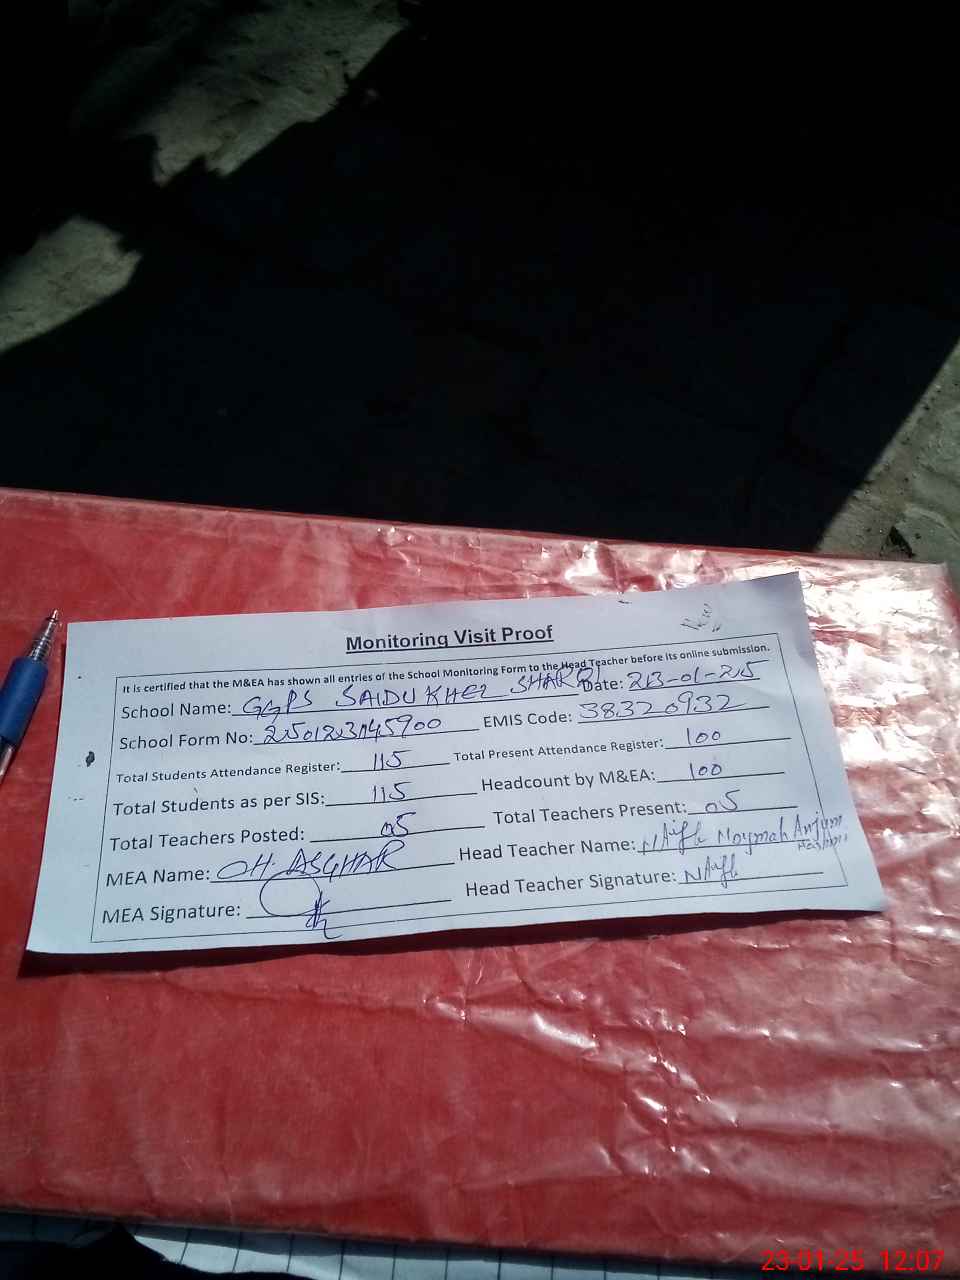 Monitoring Visit Proof
It is certified that the M&EA has shown all entries of the School Monitoring Form to the Head Teacher before its online submission.
School Name: GGPS SAIDU KHEL SHARQI Date: 23-01-25
School Form No: 250123145900 EMIS Code: 38320932
Total Students Attendance Register: 115 Total Present Attendance Register: 100
Total Students as per SIS: 115 Headcount by M&EA: 100
Total Teachers Posted: 05 Total Teachers Present: 05
MEA Name: CH. ASGHAR Head Teacher Name: Anjum
MEA Signature: Head Teacher Signature:
23-01-25 12:07